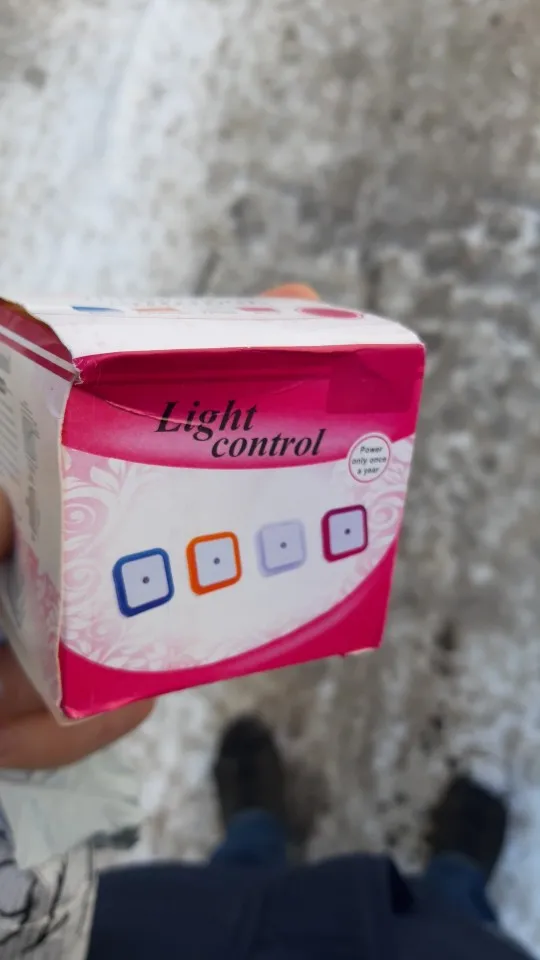 Light
control
Power
only once
a year